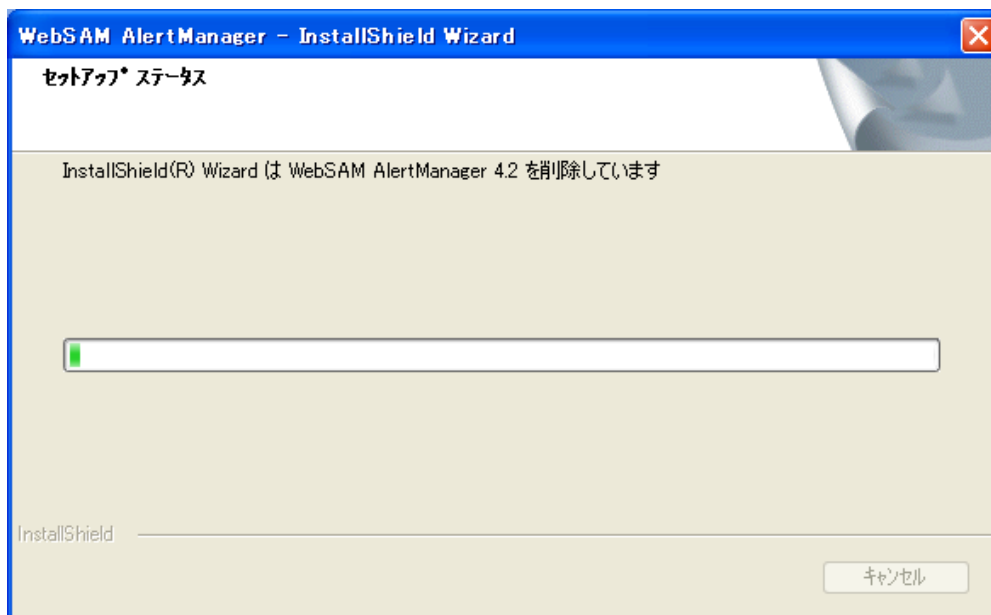 WebSAM AlertManager - InstallShield Wizard
セットアップ ステータス
InstallShield(R) Wizard は WebSAM AlertManager 4.2 を削除しています
InstallShield
キャンセル